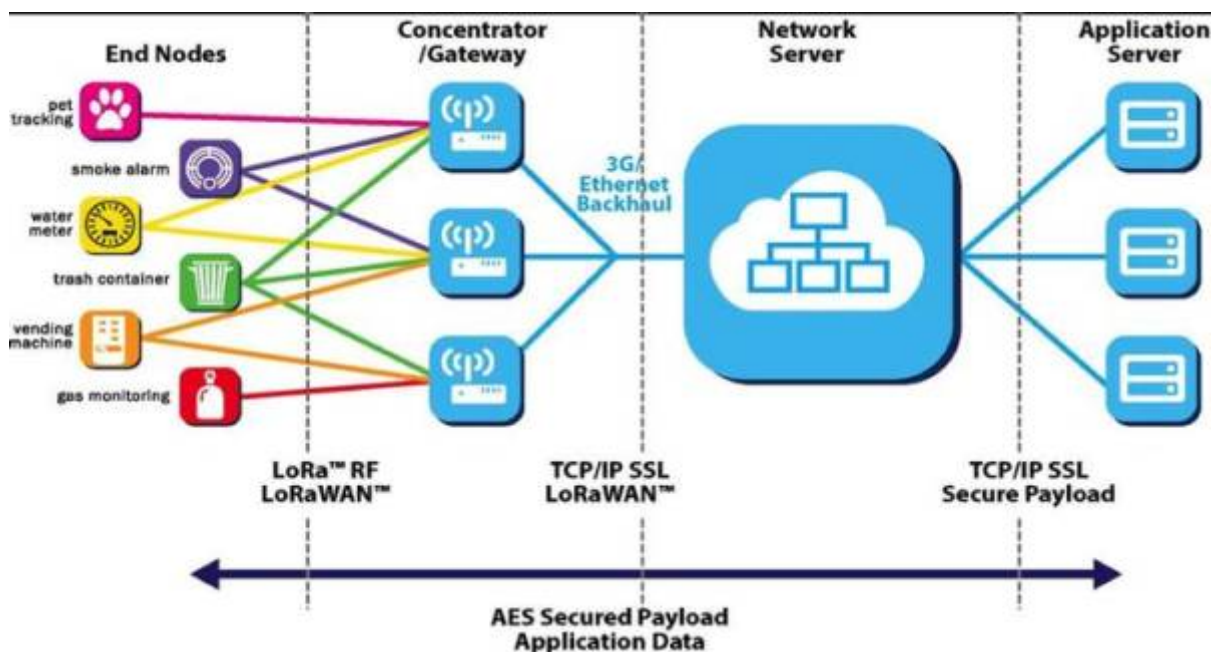 End Nodes
Concentrator
/Gateway
Network
Server
Application
Server
pet
tracking
smoke alarm
water
meter
trash container
vending
machine
gas monitoring
3G/
Ethernet
Backhaul
LoRa™ RF
LoRaWAN™
TCP/IP SSL
LoRaWAN™
TCP/IP SSL
Secure Payload
AES Secured Payload
Application Data